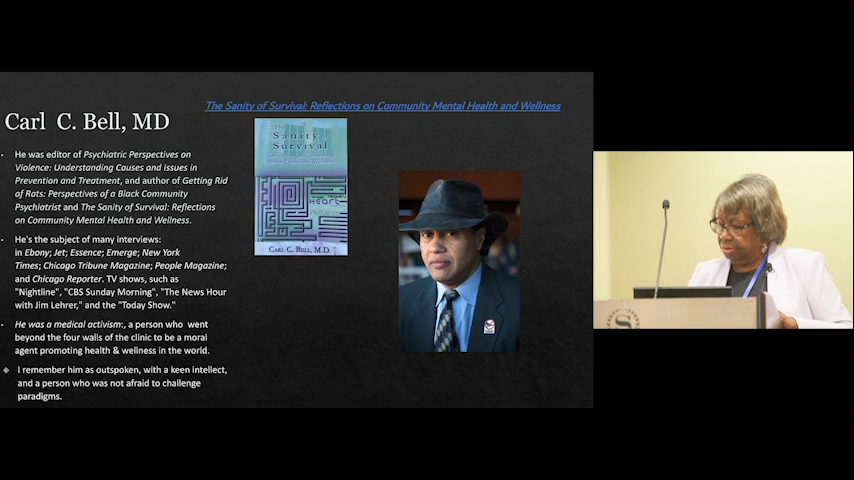 The Sanity of Survival: Reflections on Community Mental Health and Wellness
Carl C. Bell, MD
He was editor of Psychiatric Perspectives on
Violence: Understanding Causes and Issues in
Prevention and Treatment, and author of Getting Rid
of Rats: Perspectives of a Black Community
Psychiatrist and The Sanity of Survival: Reflections
on Community Mental Health and Wellness.
He's the subject of many interviews:
in Ebony; Jet; Essence; Emerge; New York
Times; Chicago Tribune Magazine; People Magazine;
and Chicago Reporter. TV shows, such as
"Nightline", "CBS Sunday Morning", "The News Hour
with Jim Lehrer," and the "Today Show."
He was a medical activism:, a person who went
beyond the four walls of the clinic to be a moral
agent promoting health & wellness in the world.
I remember him as outspoken, with a keen intellect,
and a person who was not afraid to challenge
paradigms.
The
Sanity
Survival
Heart
CARL C. BELL, M.D.
S